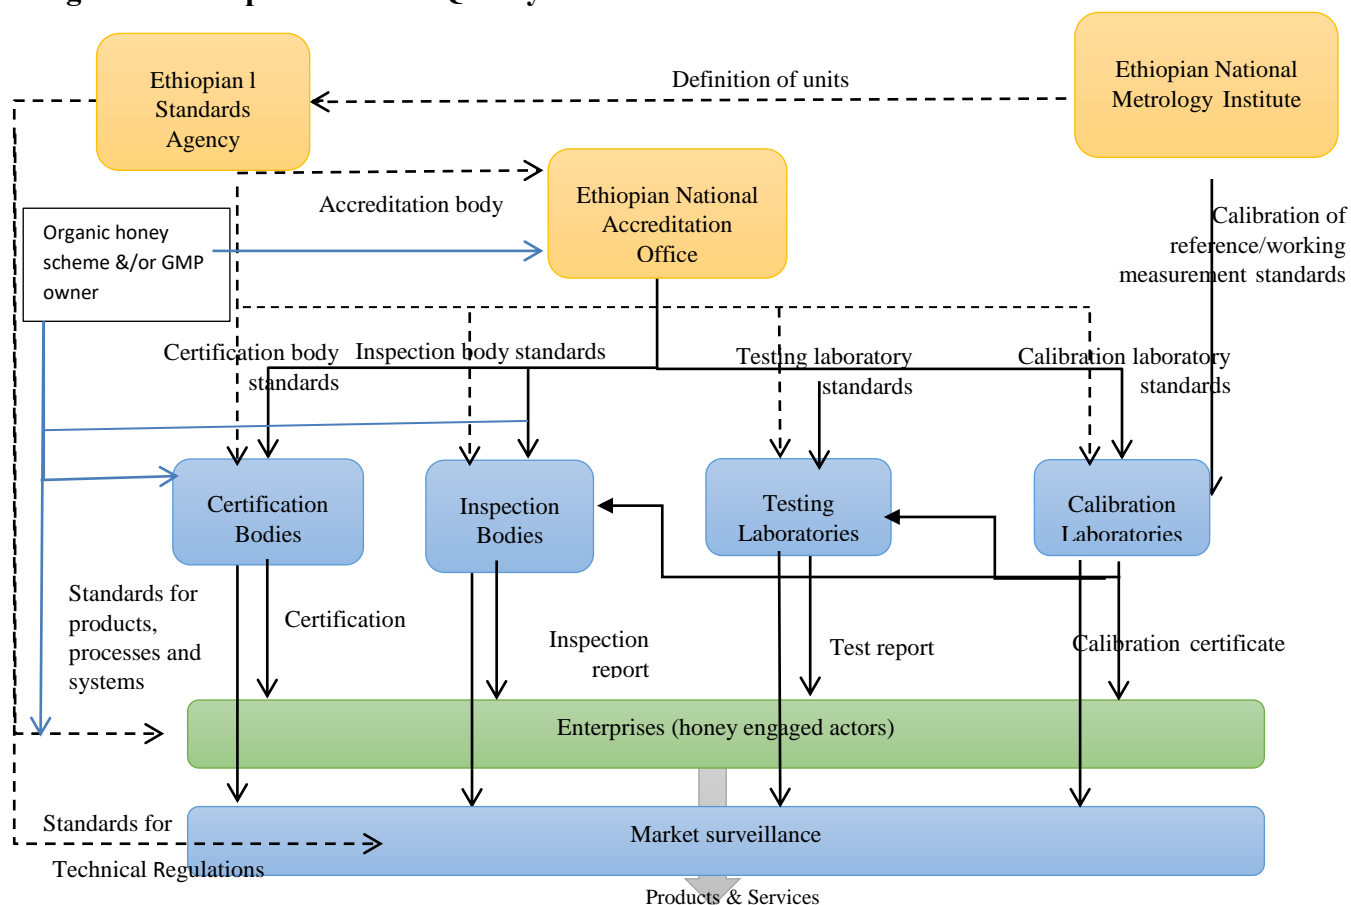 Ethiopian l
Standards
Agency
Definition of units
Ethiopian National
Metrology Institute
Accreditation body
Ethiopian National
Accreditation
Office
Organic honey
scheme &/or GMP
owner
Calibration of
reference/working
measurement standards
Certification body
standards
Inspection body standards
Testing laboratory
standards
Calibration laboratory
standards
Certification
Bodies
Inspection
Bodies
Testing
Laboratories
Calibration
Laboratories
Standards for
products,
processes and
systems
Certification
Inspection
report
Test report
Calibration certificate
Enterprises (honey engaged actors)
Standards for
Technical Regulations
Market surveillance
Products & Services